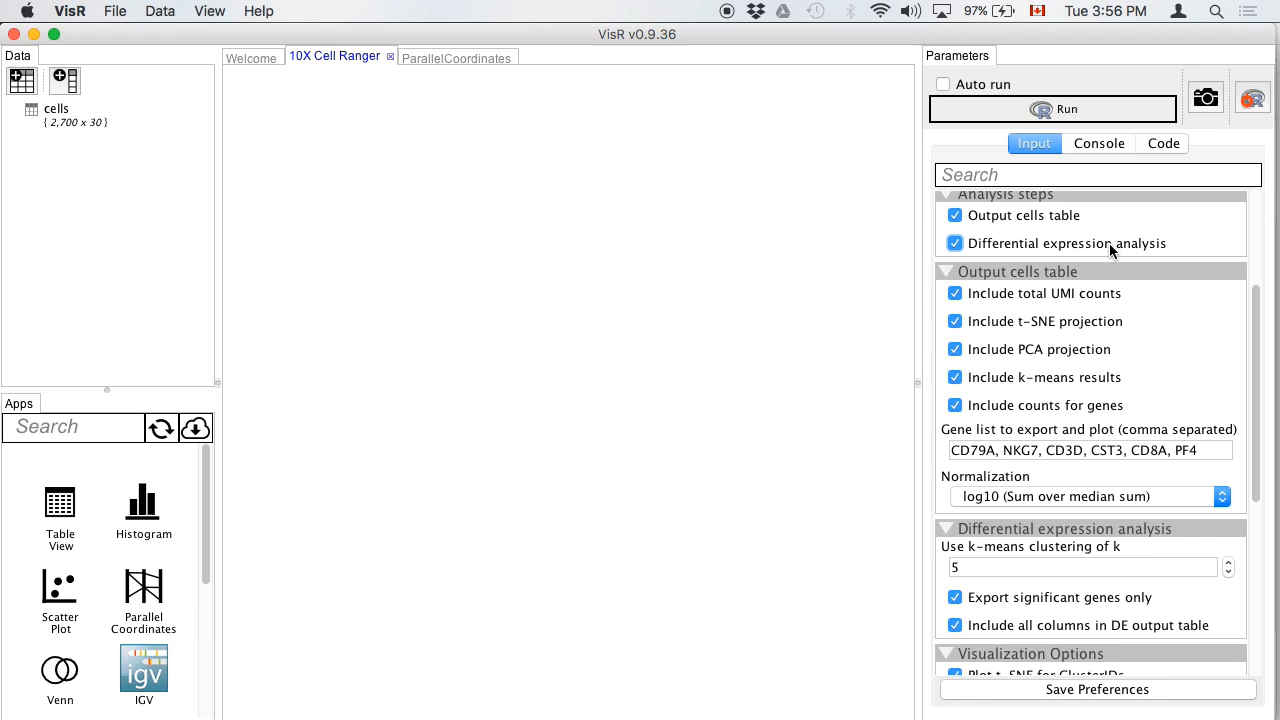 VisR File Data View Help 97% Tue 3:56 PM
VisR v0.9.36
Data
Welcome 10X Cell Ranger ParallelCoordinates
Parameters
cells
{ 2,700 x 30 }
Auto run
Run
Input Console Code
Search
Analysis steps
Output cells table
Differential expression analysis
Output cells table
Include total UMI counts
Include t-SNE projection
Include PCA projection
Include k-means results
Include counts for genes
Gene list to export and plot (comma separated)
CD79A, NKG7, CD3D, CST3, CD8A, PF4
Normalization
log10 (Sum over median sum)
Differential expression analysis
Use k-means clustering of k
5
Export significant genes only
Include all columns in DE output table
Visualization Options
Plot t-SNE for ClusterIDs
Save Preferences
Apps
Search
Table View
Histogram
Scatter Plot
Parallel Coordinates
Venn
igv
IGV